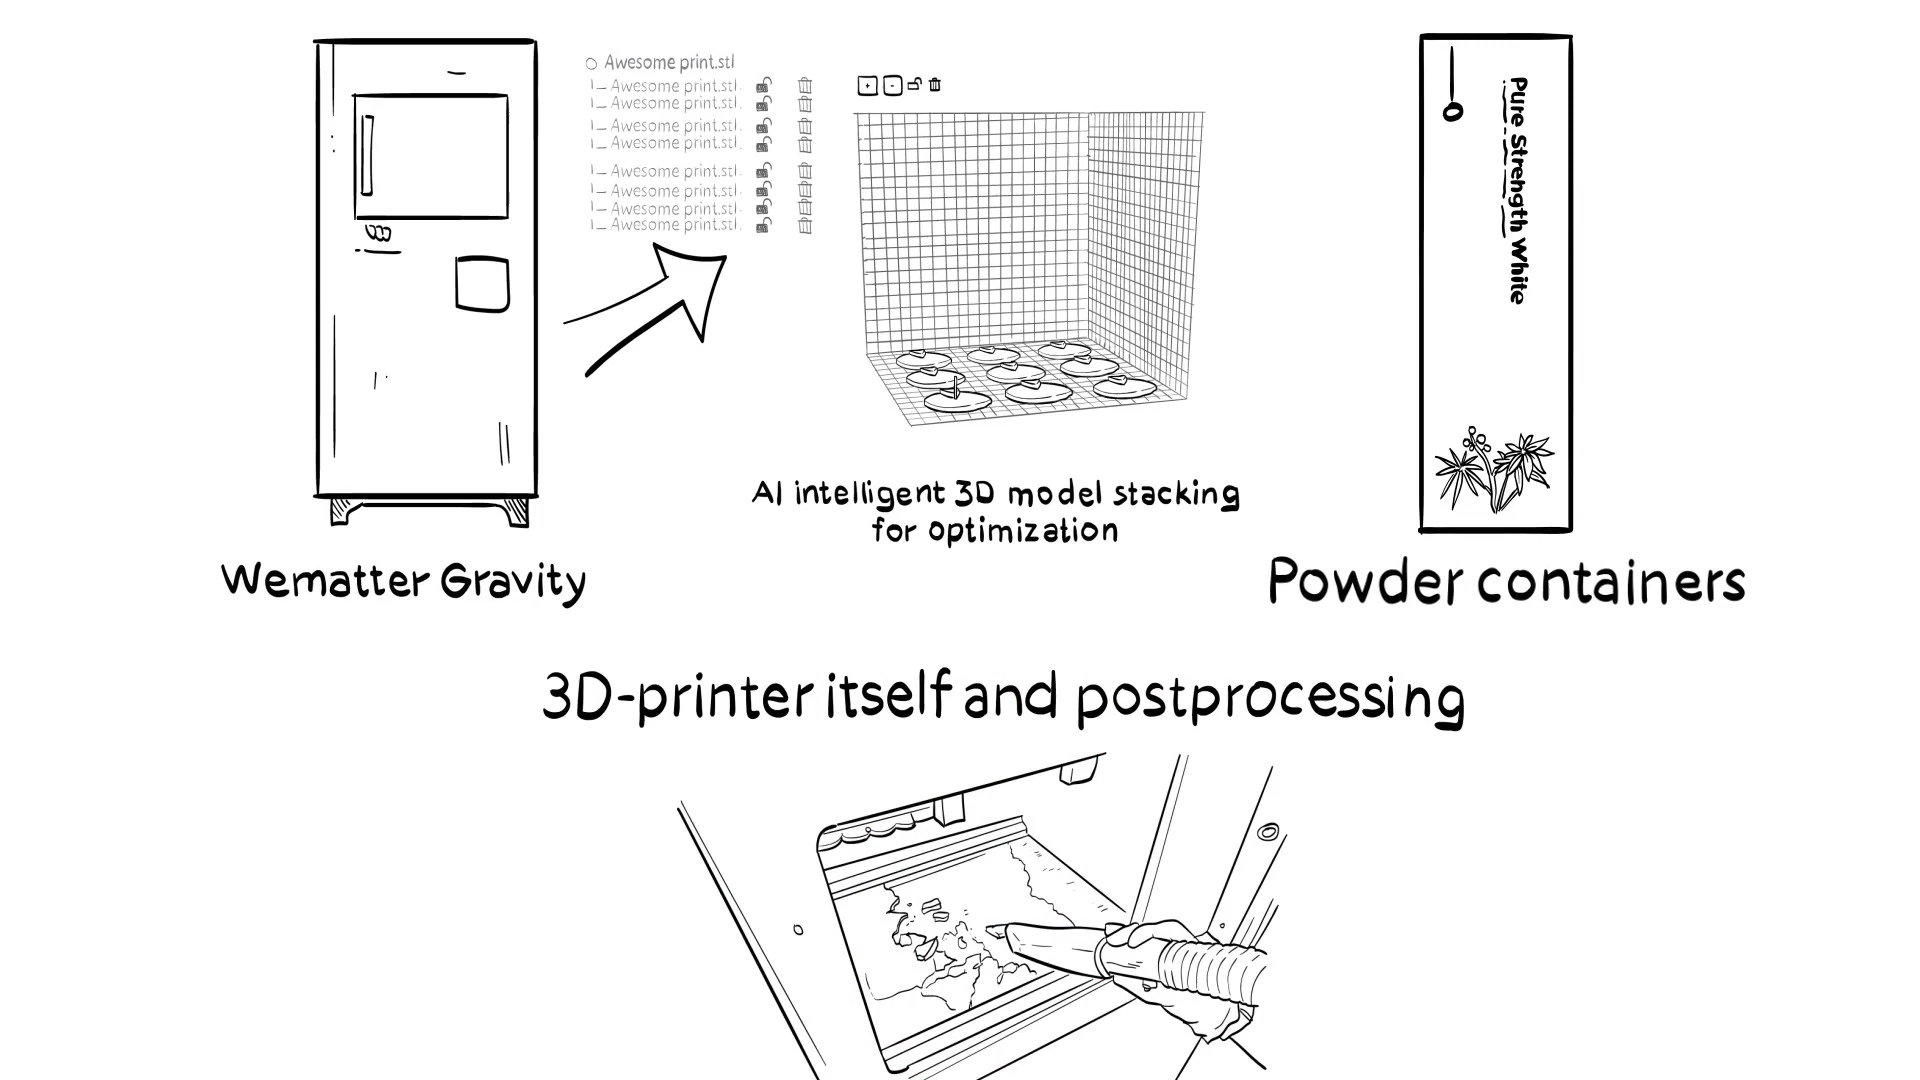 Awesome print.stl
Awesome print.stl
Awesome print.stl
Awesome print.stl
Awesome print.stl
Awesome print.stl
Awesome print.stl
Awesome print.stl
Awesome print.stl
Pure Strength White
AI intelligent 3D model stacking
for optimization
Wematter Gravity
Powder containers
3D-printer itself and postprocessing